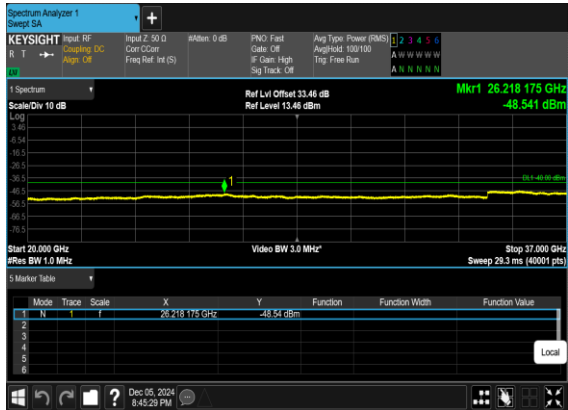 Spectrum Analyzer 1
Swept SA
+
KEYSIGHT Input: RF Input Z: 50 Ω #Atten: 0 dB PNO: Fast Avg Type: Power (RMS) 1 2 3 4 5 6
R T Coupling: DC Corr CCorr Gate: Off Avg|Hold: 100/100 A W W W W W
Align: Off Freq Ref: Int (S) IF Gain: High Trig: Free Run
Sig Track: Off A N N N N N
1 Spectrum
Ref Lvl Offset 33.46 dB Mkr1 26.218 175 GHz
Scale/Div 10 dB Ref Level 13.46 dBm -48.541 dBm
Log
3.46
-6.54
-16.5
-26.5
-36.5 1 DL1 -40.00 dBm
-46.5
-56.5
-66.5
-76.5
Start 20.000 GHz Video BW 3.0 MHz* Stop 37.000 GHz
#Res BW 1.0 MHz Sweep 29.3 ms (40001 pts)
5 Marker Table
Mode Trace Scale X Y Function Function Width Function Value
1 N 1 f 26.218 175 GHz -48.54 dBm
2
3
4
5
6
Local
? Dec 05, 2024
8:45:29 PM